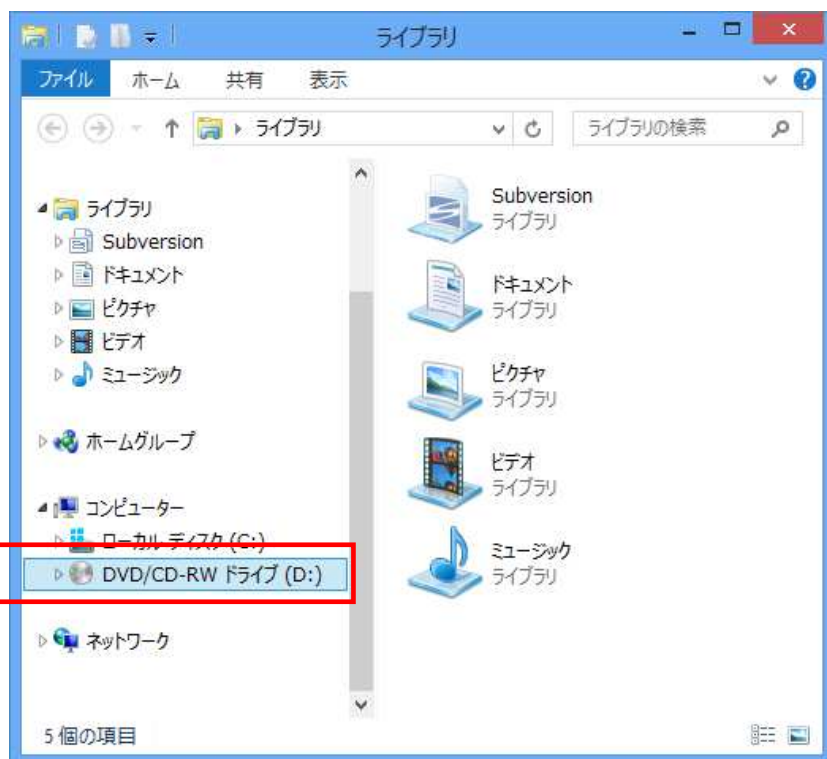 ライブラリ
ファイル ホーム 共有 表示
ライブラリ ライブラリの検索
ライブラリ
Subversion
ドキュメント
ピクチャ
ビデオ
ミュージック
ホームグループ
コンピューター
ローカル ディスク (C:)
DVD/CD-RW ドライブ (D:)
ネットワーク
Subversion
ライブラリ
ドキュメント
ライブラリ
ピクチャ
ライブラリ
ビデオ
ライブラリ
ミュージック
ライブラリ
5 個の項目